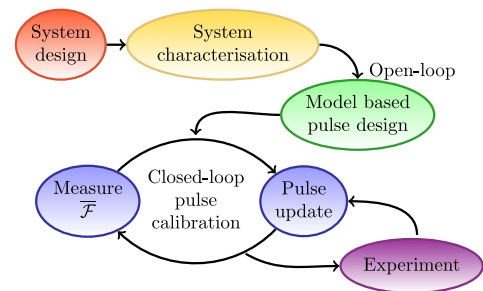 System
design
System
characterisation
Open-loop
Model based
pulse design
Measure
$\overline{\mathcal{F}}$
Closed-loop
pulse
calibration
Pulse
update
Experiment